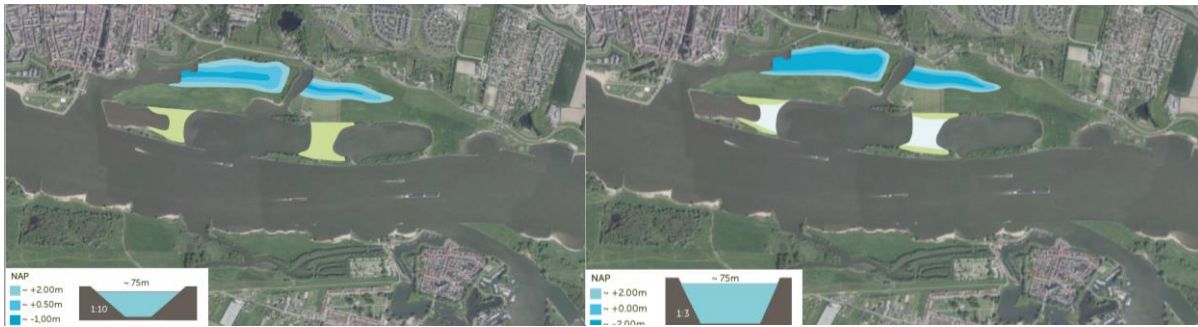 NAP
~ +2.00m
~ +0.50m
~ -1,00m
~ 75m
1:10
NAP
~ +2.00m
~ +0.00m
~ -2.00m
~ 75m
1:3